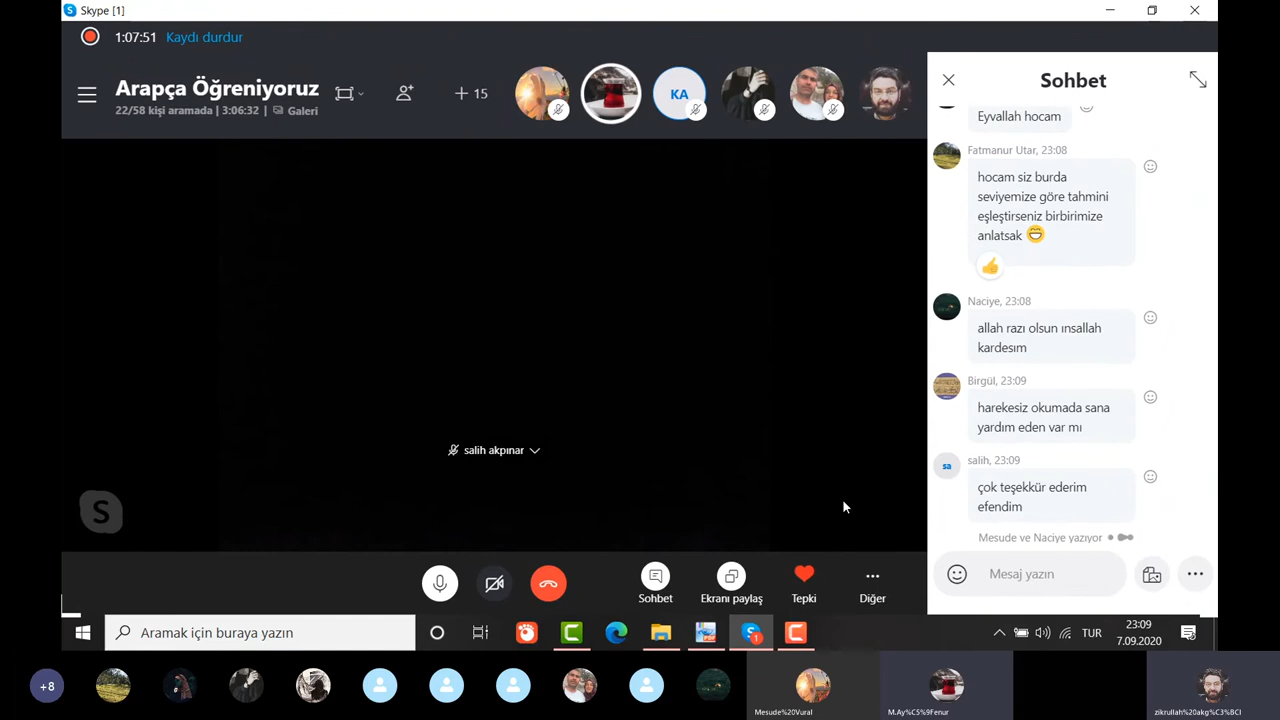 Skype [1]
1:07:51 Kaydı durdur
Arapça Öğreniyoruz
22/58 kişi aramada | 3:06:32 | Galeri
+ 15
KA
Sohbet
Eyvallah hocam
Fatmanur Utar, 23:08
hocam siz burda
seviyemize göre tahmini
eşleştirseniz birbirimize
anlatsak
Naciye, 23:08
allah razı olsun ınsallah
kardesım
Birgül, 23:09
harekesiz okumada sana
yardım eden var mı
sa
salih, 23:09
çok teşekkür ederim
efendim
Mesude ve Naciye yazıyor
Mesaj yazın
salih akpınar
S
Sohbet
Ekranı paylaş
Tepki
Diğer
Aramak için buraya yazın
TUR
23:09
7.09.2020
+8
Mesude%20Vural
M.Ay%C5%9Fenur
zikrullah%20akg%C3%BCl